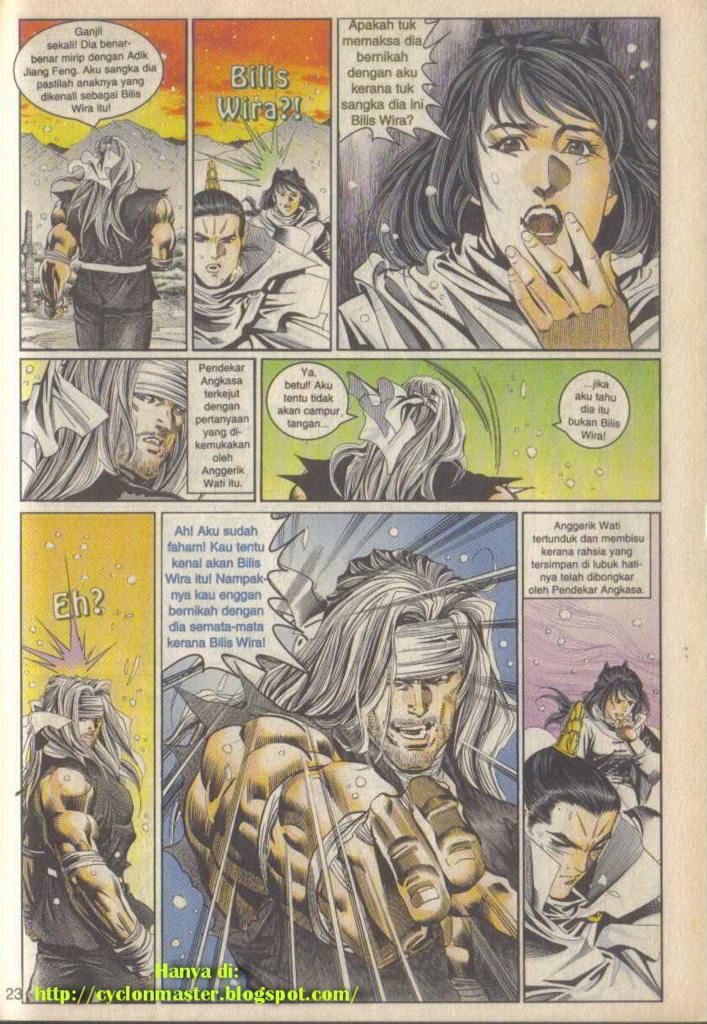 Ganjil
sekali! Dia benar-
benar mirip dengan Adik
Jiang Feng. Aku sangka dia
pastilah anaknya yang
dikenali sebagai Bilis
Wira itu!
Bilis
Wira?!
Apakah tuk
memaksa dia
bernikah
dengan aku
kerana tuk
sangka dia ini
Bilis Wira?
Pendekar
Angkasa
terkejut
dengan
pertanyaan
yang di-
kemukakan
oleh
Anggerik
Wati itu.
Ya,
betul! Aku
tentu tidak
akan campur
tangan...
...jika
aku tahu
dia itu
bukan Bilis
Wira!
Eh?
Ah! Aku sudah
faham! Kau tentu
kenal akan Bilis
Wira itu! Nampak-
nya kau enggan
bernikah dengan
dia semata-mata
kerana Bilis Wira!
Anggerik Wati
tertunduk dan membisu
kerana rahsia yang
tersimpan di lubuk hati-
nya telah dibongkar
oleh Pendekar Angkasa.
Hanya di:
23
http://cyclonmaster.blogspot.com/